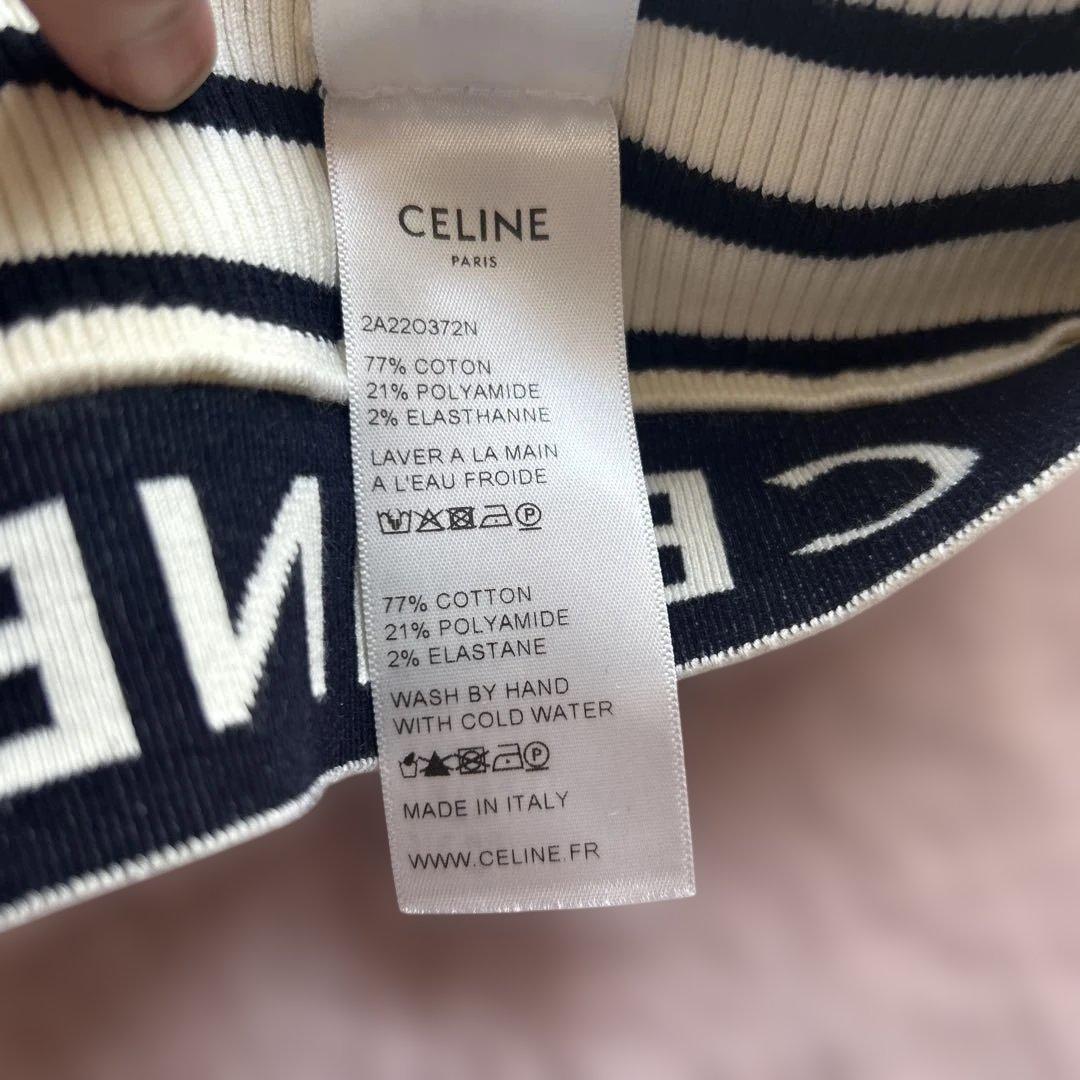 CELINE
PARIS
2A22O372N
77% COTON
21% POLYAMIDE
2% ELASTHANNE
LAVER A LA MAIN
A L'EAU FROIDE
P
77% COTTON
21% POLYAMIDE
2% ELASTANE
WASH BY HAND
WITH COLD WATER
P
MADE IN ITALY
WWW.CELINE.FR